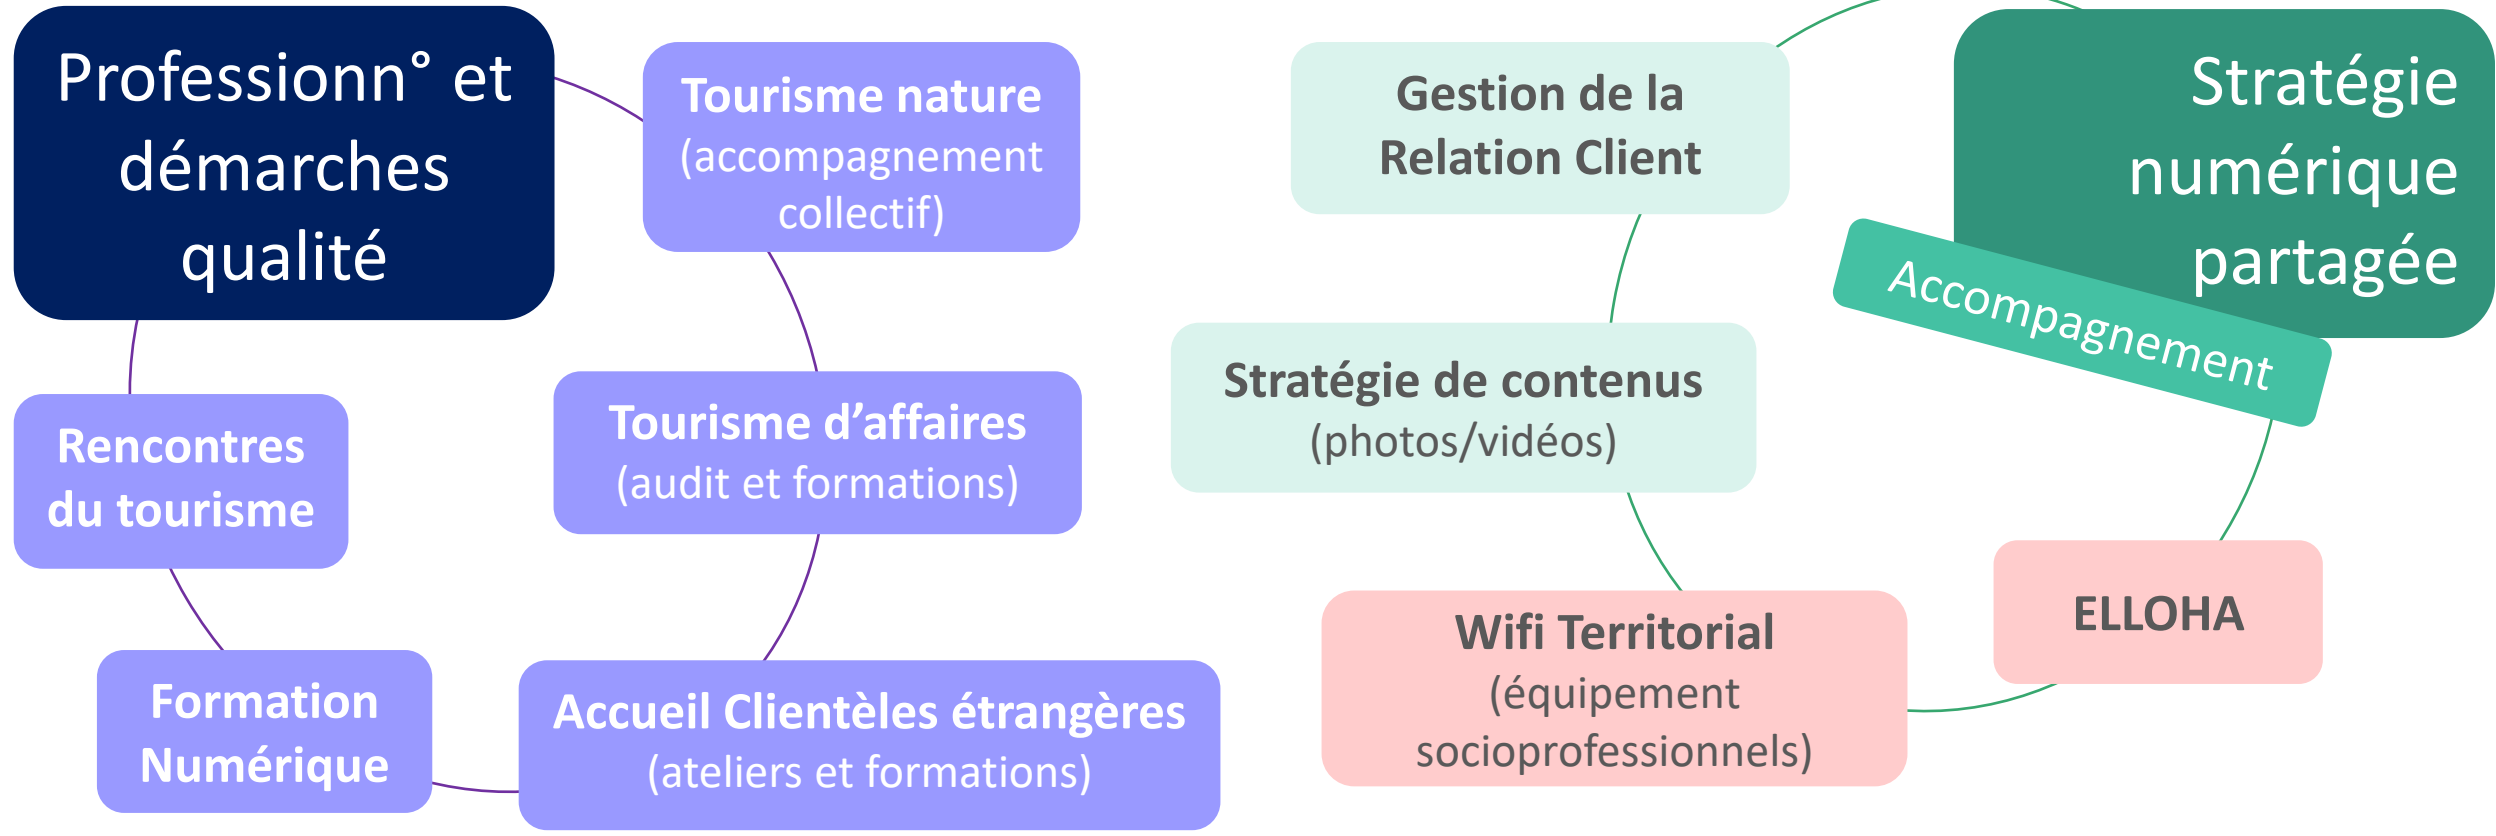 Professionn° et
démarches
qualité
Tourisme nature
(accompagnement
collectif)
Tourisme d’affaires
(audit et formations)
Accueil Clientèles étrangères
(ateliers et formations)
Formation
Numérique
Rencontres
du tourisme
Stratégie
numérique
partagée
Accompagnement
Gestion de la
Relation Client
Stratégie de contenus
(photos/vidéos)
Wifi Territorial
(équipement
socioprofessionnels)
ELLOHA